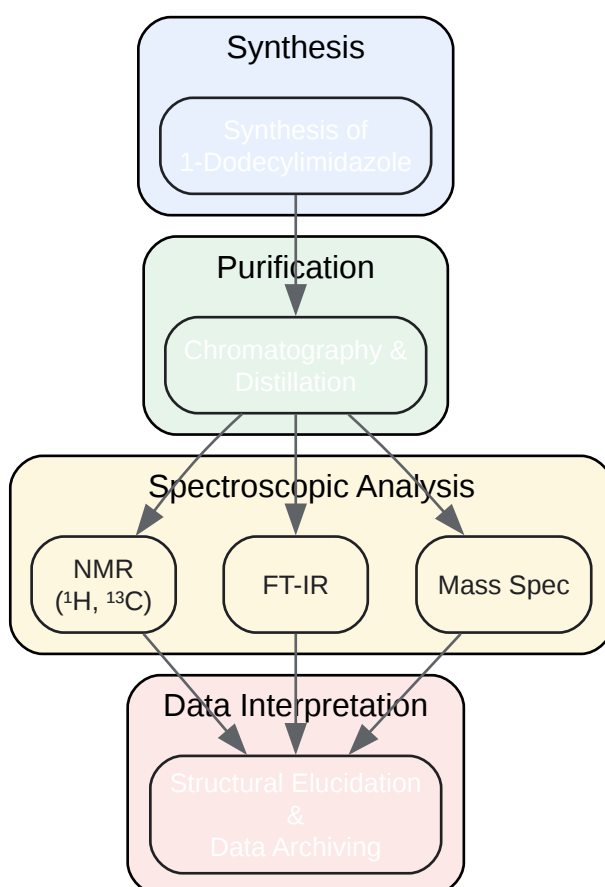 Synthesis
Synthesis of
1-Dodecylimidazole
Purification
Chromatography &
Distillation
Spectroscopic Analysis
NMR
(¹H, ¹³C)
FT-IR
Mass Spec
Data Interpretation
Structural Elucidation
&
Data Archiving